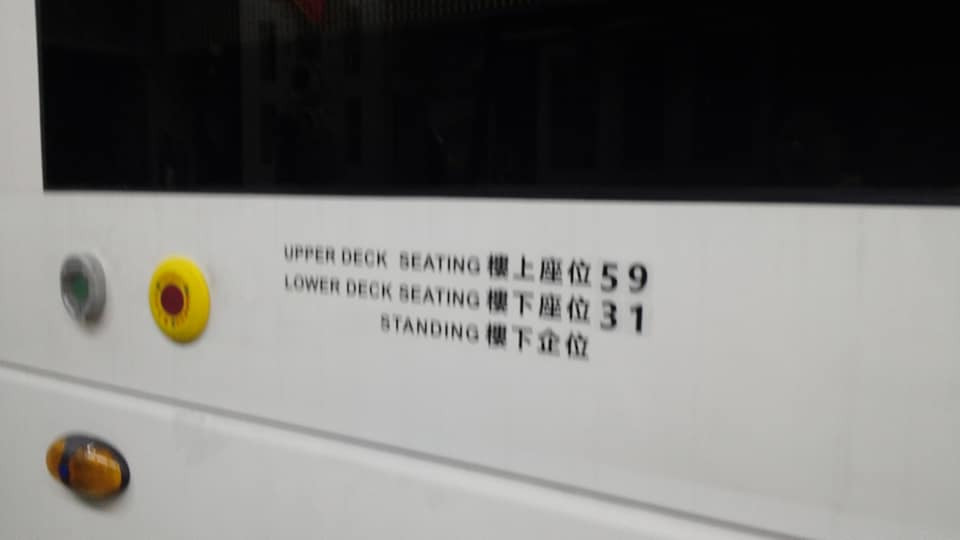 UPPER DECK SEATING 樓上座位 59
LOWER DECK SEATING 樓下座位 31
STANDING 樓下企位